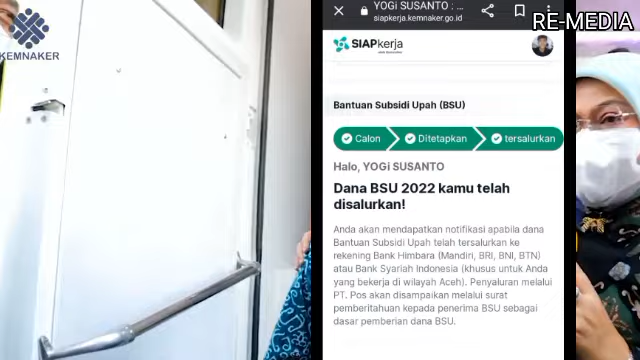 KEMNAKER
YOGI SUSANTO : ...
siapkerja.kemnaker.go.id
RE-MEDIA
SIAPkerja
Bantuan Subsidi Upah (BSU)
Calon
Ditetapkan
tersalurkan
Halo, YOGi SUSANTO
Dana BSU 2022 kamu telah
disalurkan!
Anda akan mendapatkan notifikasi apabila dana
Bantuan Subsidi Upah telah tersalurkan ke
rekening Bank Himbara (Mandiri, BRI, BNI, BTN)
atau Bank Syariah Indonesia (khusus untuk Anda
yang bekerja di wilayah Aceh). Penyaluran melalui
PT. Pos akan disampaikan melalui surat
pemberitahuan kepada penerima BSU sebagai
dasar pemberian dana BSU.